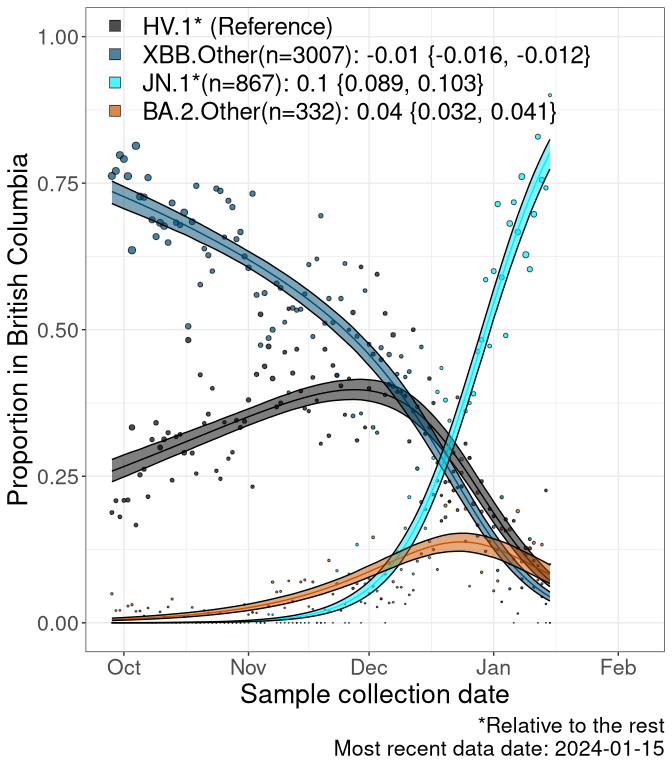 HV.1* (Reference)
XBB.Other(n=3007): -0.01 {-0.016, -0.012}
JN.1*(n=867): 0.1 {0.089, 0.103}
BA.2.Other(n=332): 0.04 {0.032, 0.041}
Proportion in British Columbia
1.00
0.75
0.50
0.25
0.00
Oct Nov Dec Jan Feb
Sample collection date
*Relative to the rest
Most recent data date: 2024-01-15